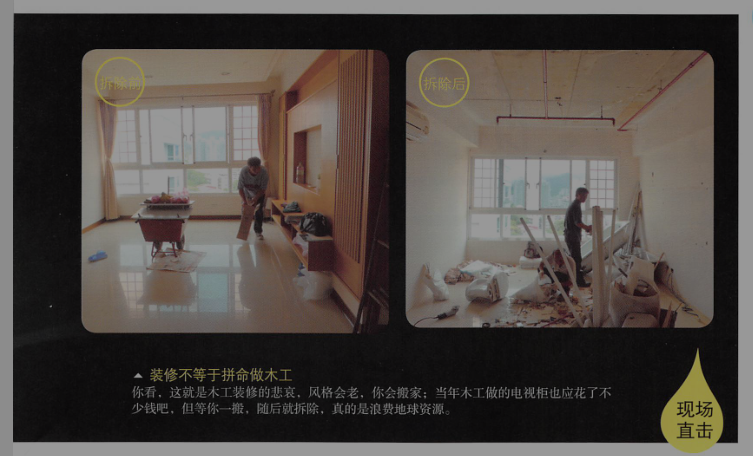 拆除前
拆除后
装修不等于拼命做木工
你看，这就是木工装修的悲哀，风格会老，你会搬家；当年木工做的电视柜也应花了不
少钱吧，但等你一搬，随后就拆除，真的是浪费地球资源。
现场
直击